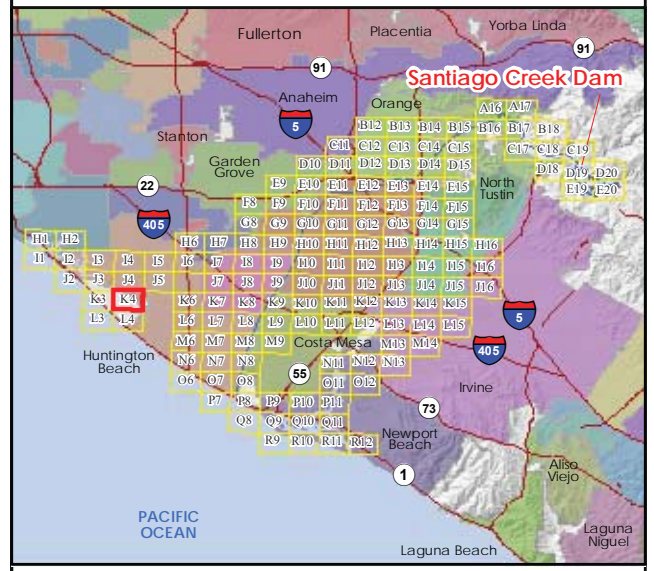 Fullerton
Placentia
Yorba Linda
91
91
Santiago Creek Dam
Anaheim
Orange
A16 A17
5
B12 B13 B14 B15 B16 B17 B18
Stanton
C11 C12 C13 C14 C15 C17 C18 C19
Garden
Grove
D10 D11 D12 D13 D14 D15 D18 D19 D20
22
E9 E10 E11 E12 E13 E14 E15 E19 E20
North
Tustin
F8 F9 F10 F11 F12 F13 F14 F15
405
G8 G9 G10 G11 G12 G13 G14 G15
H1 H2 H6 H7 H8 H9 H10 H11 H12 H13 H14 H15 H16
I1 I2 I3 I4 I5 I6 I7 I8 I9 I10 I11 I12 I13 I14 I15 I16
J2 J3 J4 J5 J7 J8 J9 J10 J11 J12 J13 J14 J15 J16
K3 K4 K6 K7 K8 K9 K10 K11 K12 K13 K14 K15
5
L3 L4 L6 L7 L8 L9 L10 L11 L12 L13 L14 L15
M6 M7 M8 M9 Costa Mesa M13 M14
405
Huntington
Beach
N6 N7 N8 N11 N12 N13
55
O6 O7 O8 O11 O12
Irvine
P7 P8 P9 P10 P11
73
Q8 Q9 Q10 Q11
Newport
Beach
R9 R10 R11 R12
1
Aliso
Viejo
PACIFIC
OCEAN
Laguna
Niguel
Laguna Beach